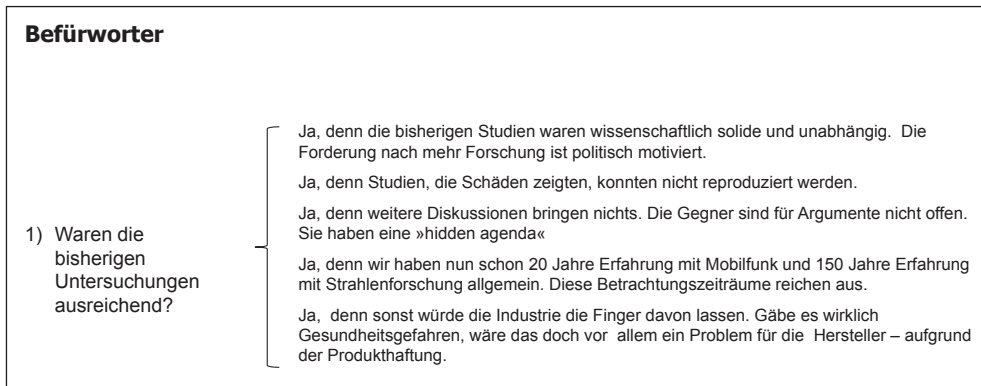 Befürworter
Ja, denn die bisherigen Studien waren wissenschaftlich solide und unabhängig. Die
Forderung nach mehr Forschung ist politisch motiviert.
Ja, denn Studien, die Schäden zeigten, konnten nicht reproduziert werden.
Ja, denn weitere Diskussionen bringen nichts. Die Gegner sind für Argumente nicht offen.
Sie haben eine »hidden agenda«
Ja, denn wir haben nun schon 20 Jahre Erfahrung mit Mobilfunk und 150 Jahre Erfahrung
mit Strahlenforschung allgemein. Diese Betrachtungszeiträume reichen aus.
Ja, denn sonst würde die Industrie die Finger davon lassen. Gäbe es wirklich
Gesundheitsgefahren, wäre das doch vor allem ein Problem für die Hersteller – aufgrund
der Produkthaftung.
1) Waren die
bisherigen
Untersuchungen
ausreichend?